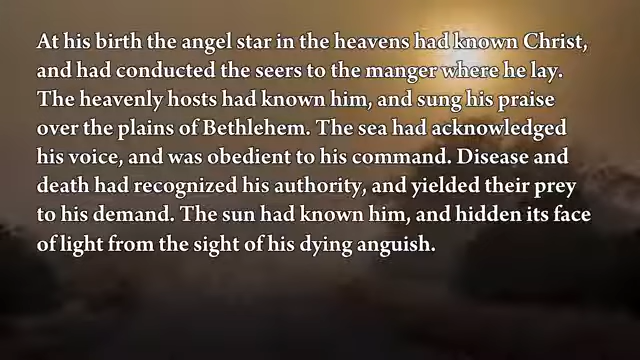 At his birth the angel star in the heavens had known Christ,
and had conducted the seers to the manger where he lay.
The heavenly hosts had known him, and sung his praise
over the plains of Bethlehem. The sea had acknowledged
his voice, and was obedient to his command. Disease and
death had recognized his authority, and yielded their prey
to his demand. The sun had known him, and hidden its face
of light from the sight of his dying anguish.